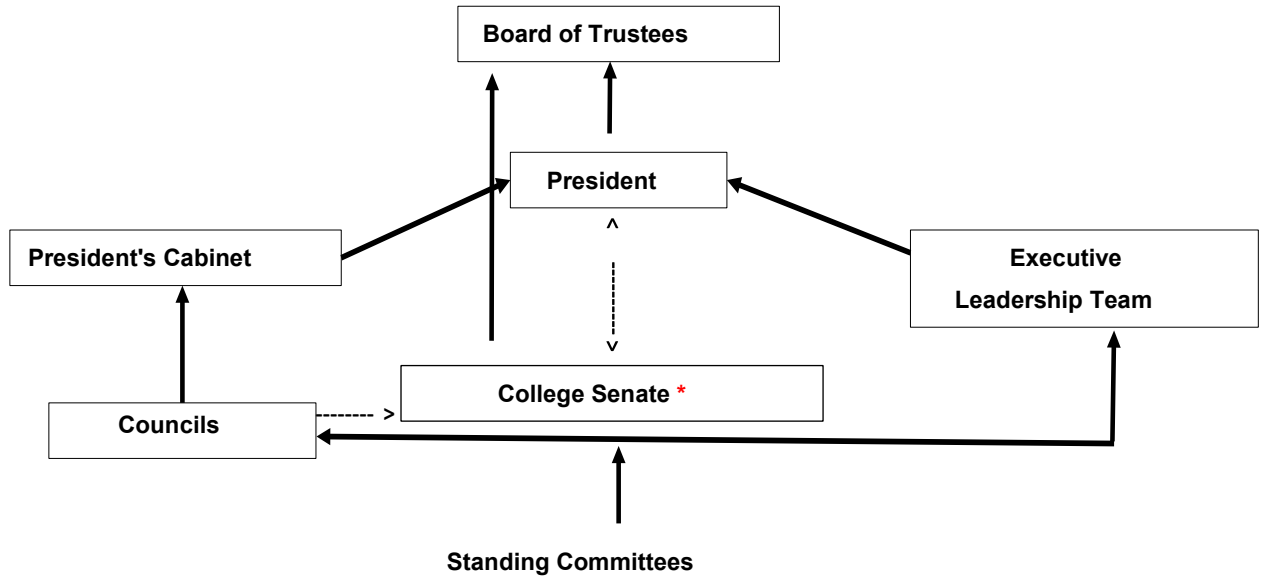 Board of Trustees
President
President's Cabinet
Executive
Leadership Team
College Senate *
Councils
Standing Committees